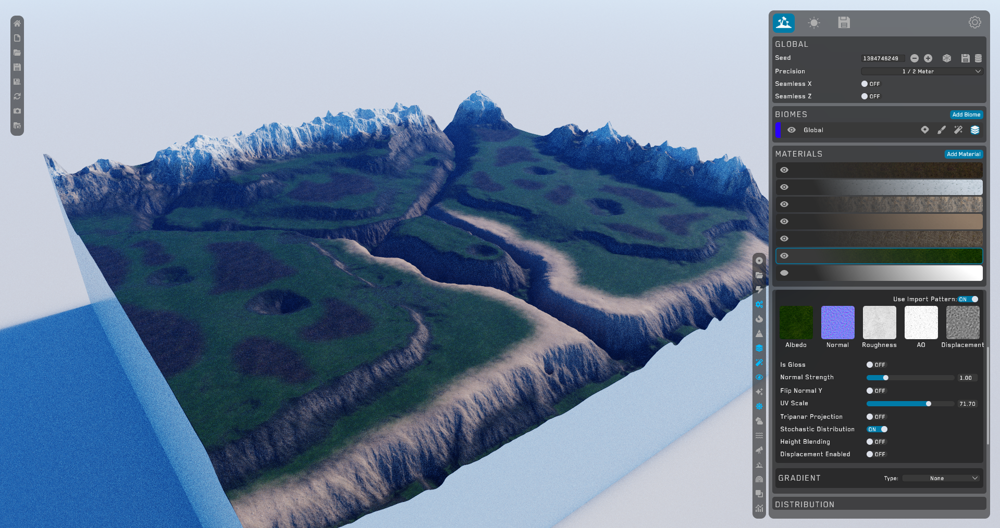 GLOBAL
Seed 1384746249
Precision 1 / 2 Meter
Seamless X OFF
Seamless Z OFF
BIOMES Add Biome
Global
MATERIALS Add Material
Use Import Pattern: ON
Albedo Normal Roughness AO Displacement
Is Gloss OFF
Normal Strength 1.00
Flip Normal Y OFF
UV Scale 71.70
Tripanar Projection OFF
Stochastic Distribution ON
Height Blending OFF
Displacement Enabled OFF
GRADIENT Type: None
DISTRIBUTION